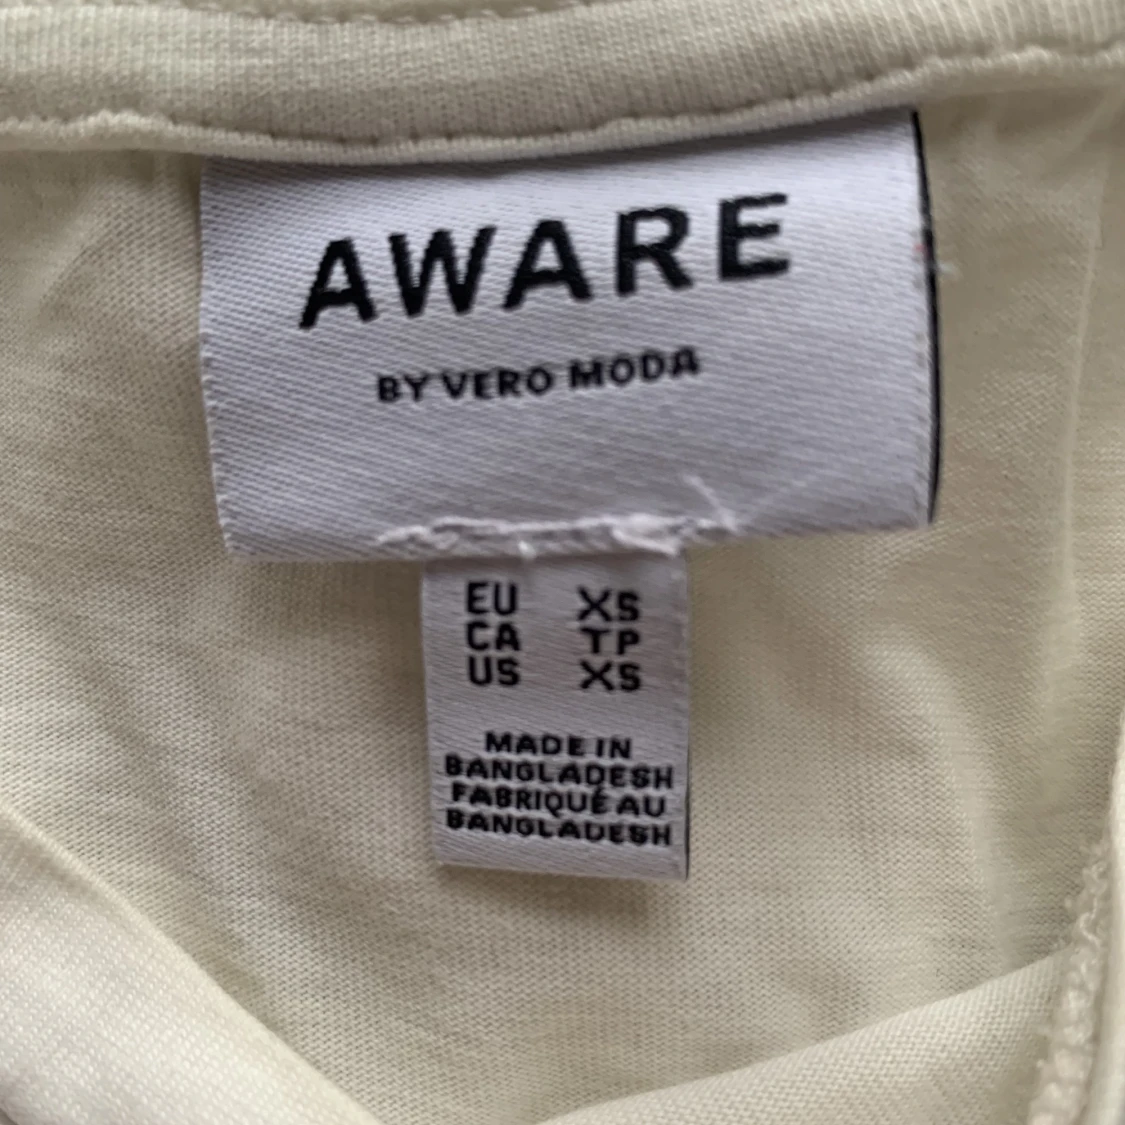 AWARE
BY VERO MODA
EU XS
CA TP
US XS
MADE IN
BANGLADESH
FABRIQUÉ AU
BANGLADESH